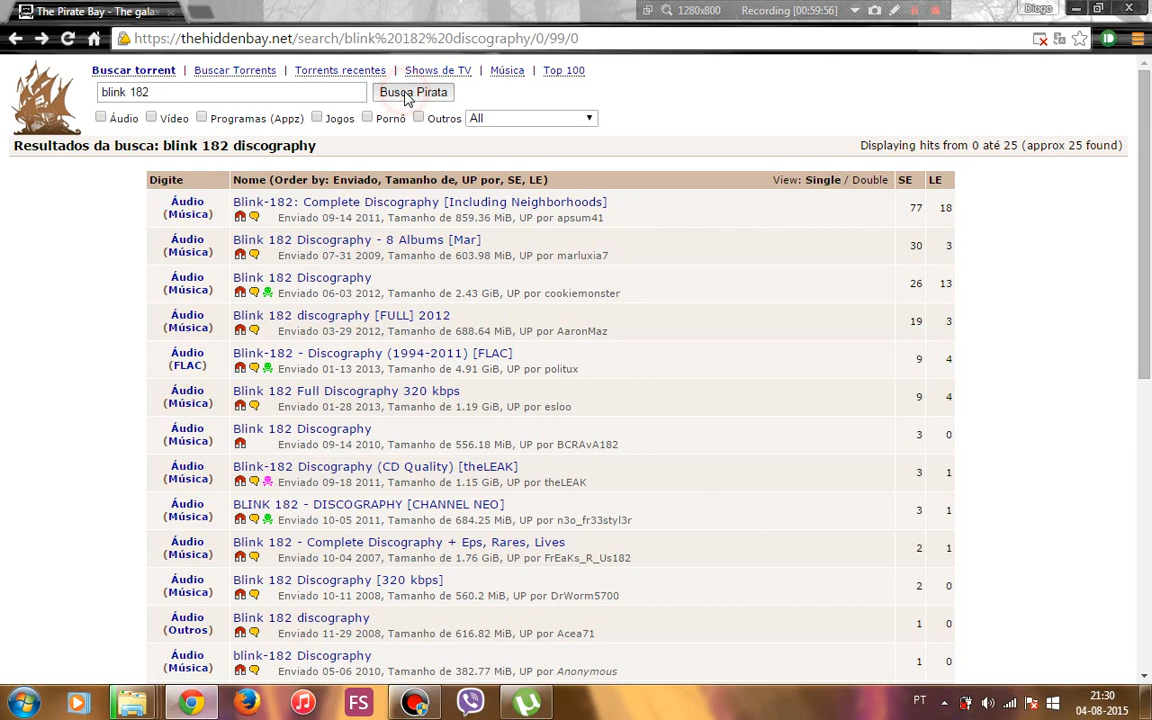 The Pirate Bay - The gala
1280x800
Recording [00:59:56]
Diogo
https://thehiddenbay.net/search/blink%20182%20discography/0/99/0
Buscar torrent | Buscar Torrents | Torrents recentes | Shows de TV | Música | Top 100
blink 182
Busca Pirata
Áudio Vídeo Programas (Appz) Jogos Pornô Outros All
Resultados da busca: blink 182 discography
Displaying hits from 0 até 25 (approx 25 found)
Digite Nome (Order by: Enviado, Tamanho de, UP por, SE, LE) View: Single / Double SE LE
Áudio (Música) Blink-182: Complete Discography [Including Neighborhoods] 77 18
Enviado 09-14 2011, Tamanho de 859.36 MiB, UP por apsum41
Áudio (Música) Blink 182 Discography - 8 Albums [Mar] 30 3
Enviado 07-31 2009, Tamanho de 603.98 MiB, UP por marluxia7
Áudio (Música) Blink 182 Discography 26 13
Enviado 06-03 2012, Tamanho de 2.43 GiB, UP por cookiemonster
Áudio (Música) Blink 182 discography [FULL] 2012 19 3
Enviado 03-29 2012, Tamanho de 688.64 MiB, UP por AaronMaz
Áudio (FLAC) Blink-182 - Discography (1994-2011) [FLAC] 9 4
Enviado 01-13 2013, Tamanho de 4.91 GiB, UP por politux
Áudio (Música) Blink 182 Full Discography 320 kbps 9 4
Enviado 01-28 2013, Tamanho de 1.19 GiB, UP por esloo
Áudio (Música) Blink 182 Discography 3 0
Enviado 09-14 2010, Tamanho de 556.18 MiB, UP por BCRAvA182
Áudio (Música) Blink-182 Discography (CD Quality) [theLEAK] 3 1
Enviado 09-18 2011, Tamanho de 1.15 GiB, UP por theLEAK
Áudio (Música) BLINK 182 - DISCOGRAPHY [CHANNEL NEO] 3 1
Enviado 10-05 2011, Tamanho de 684.25 MiB, UP por n3o_fr33styl3r
Áudio (Música) Blink 182 - Complete Discography + Eps, Rares, Lives 2 1
Enviado 10-04 2007, Tamanho de 1.76 GiB, UP por FrEaKs_R_Us182
Áudio (Música) Blink 182 Discography [320 kbps] 2 0
Enviado 10-11 2008, Tamanho de 560.2 MiB, UP por DrWorm5700
Áudio (Outros) Blink 182 discography 1 0
Enviado 11-29 2008, Tamanho de 616.82 MiB, UP por Acea71
Áudio (Música) blink-182 Discography 1 0
Enviado 05-06 2010, Tamanho de 382.77 MiB, UP por Anonymous
FS
PT
21:30
04-08-2015